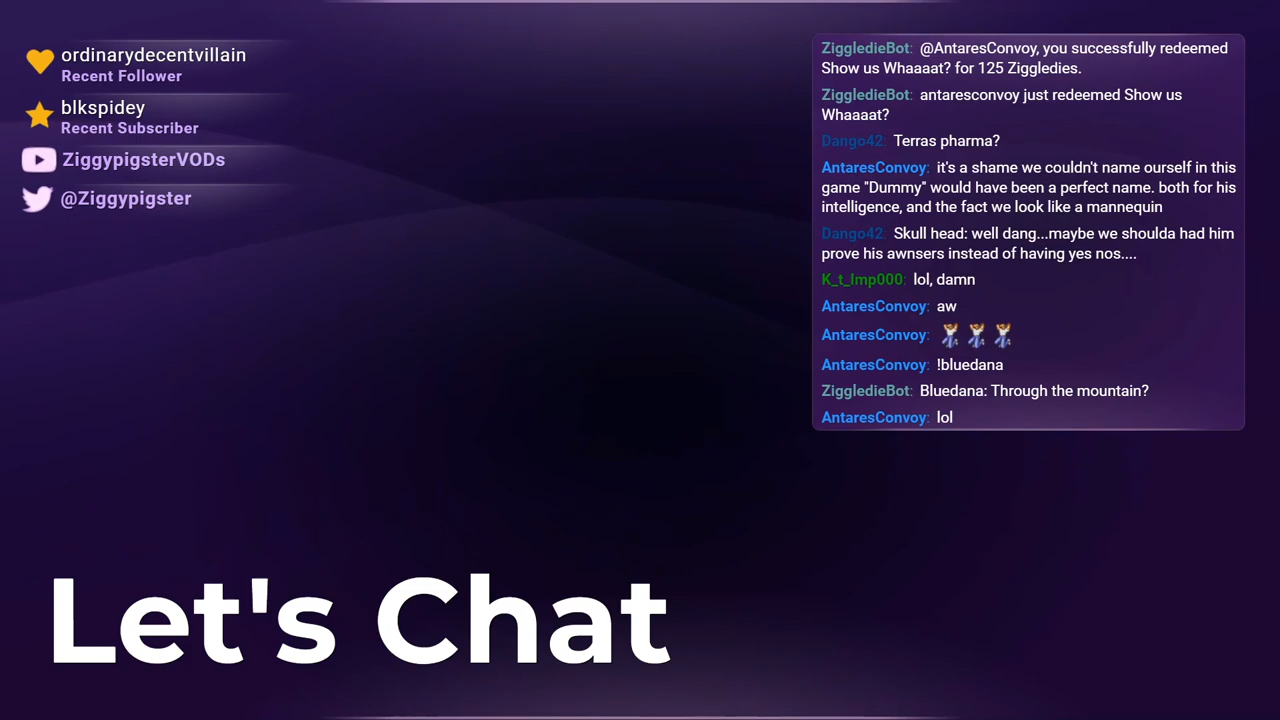 ordinarydecentvillain
Recent Follower
blkspidey
Recent Subscriber
ZiggypigsterVODs
@Ziggypigster
ZiggledieBot: @AntaresConvoy, you successfully redeemed
Show us Whaaaat? for 125 Ziggledies.
ZiggledieBot: antaresconvoy just redeemed Show us
Whaaaat?
Dango42: Terras pharma?
AntaresConvoy: it's a shame we couldn't name ourself in this
game "Dummy" would have been a perfect name. both for his
intelligence, and the fact we look like a mannequin
Dango42: Skull head: well dang...maybe we shoulda had him
prove his awnsers instead of having yes nos....
K_t_Imp000: lol, damn
AntaresConvoy: aw
AntaresConvoy:
AntaresConvoy: !bluedana
ZiggledieBot: Bluedana: Through the mountain?
AntaresConvoy: lol
Let's Chat